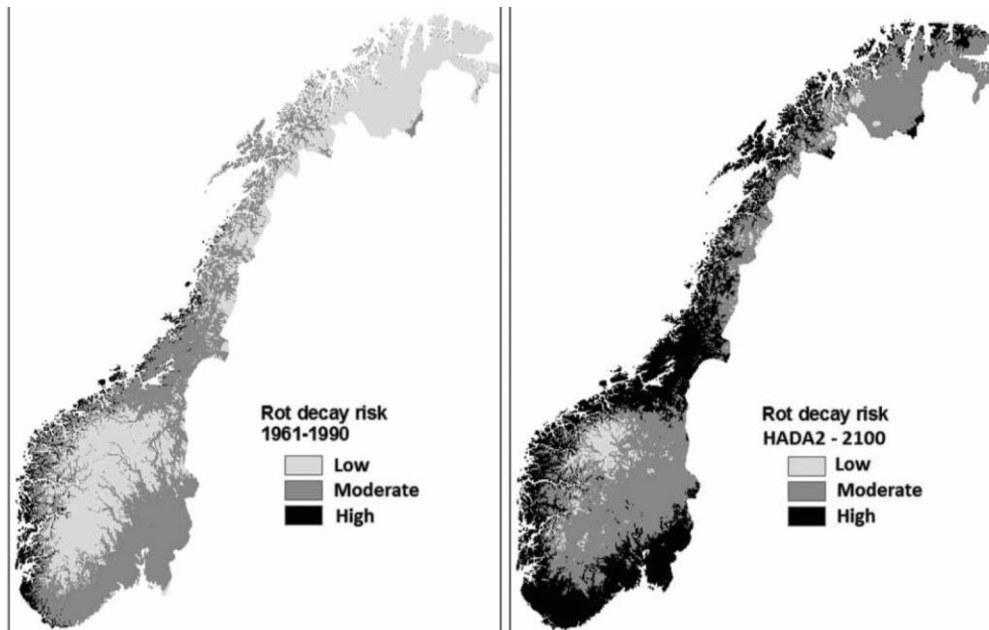 Rot decay risk
1961-1990
Low
Moderate
High
Rot decay risk
HADA2 - 2100
Low
Moderate
High